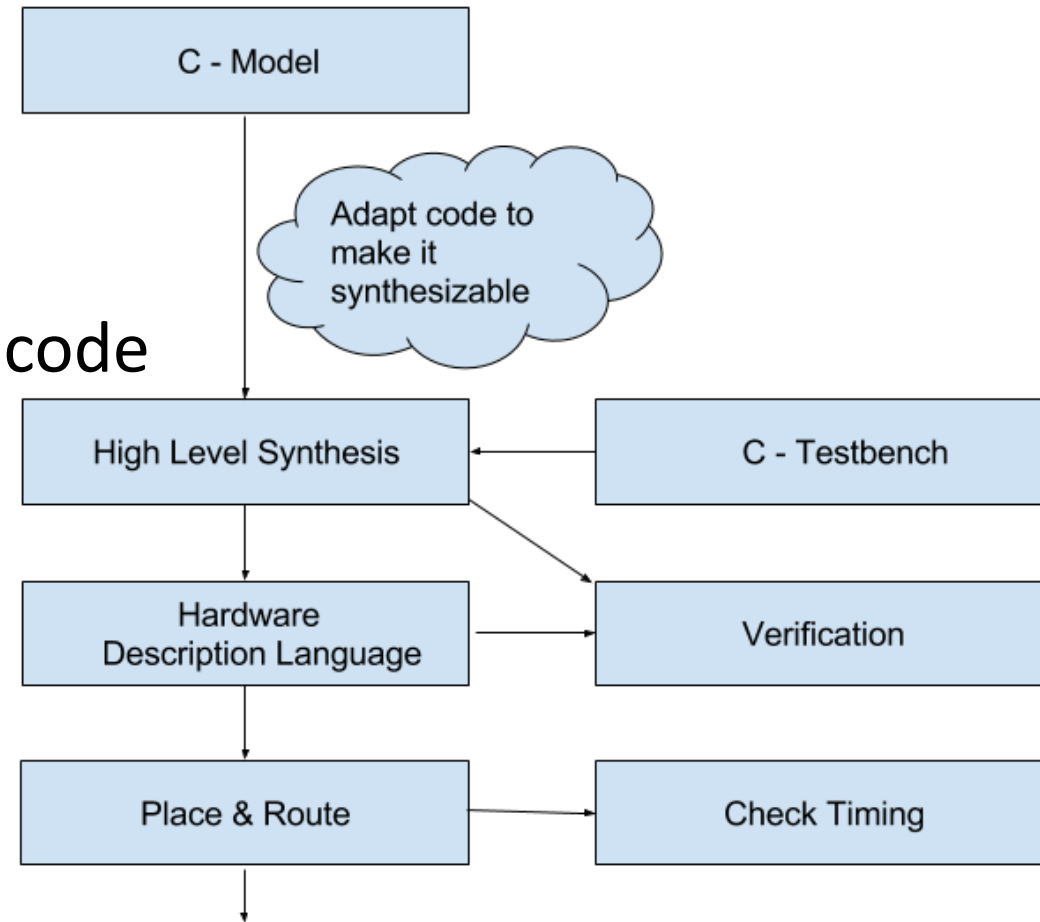 C - Model
Adapt code to
make it
synthesizable
code
High Level Synthesis
C - Testbench
Hardware
Description Language
Verification
Place & Route
Check Timing